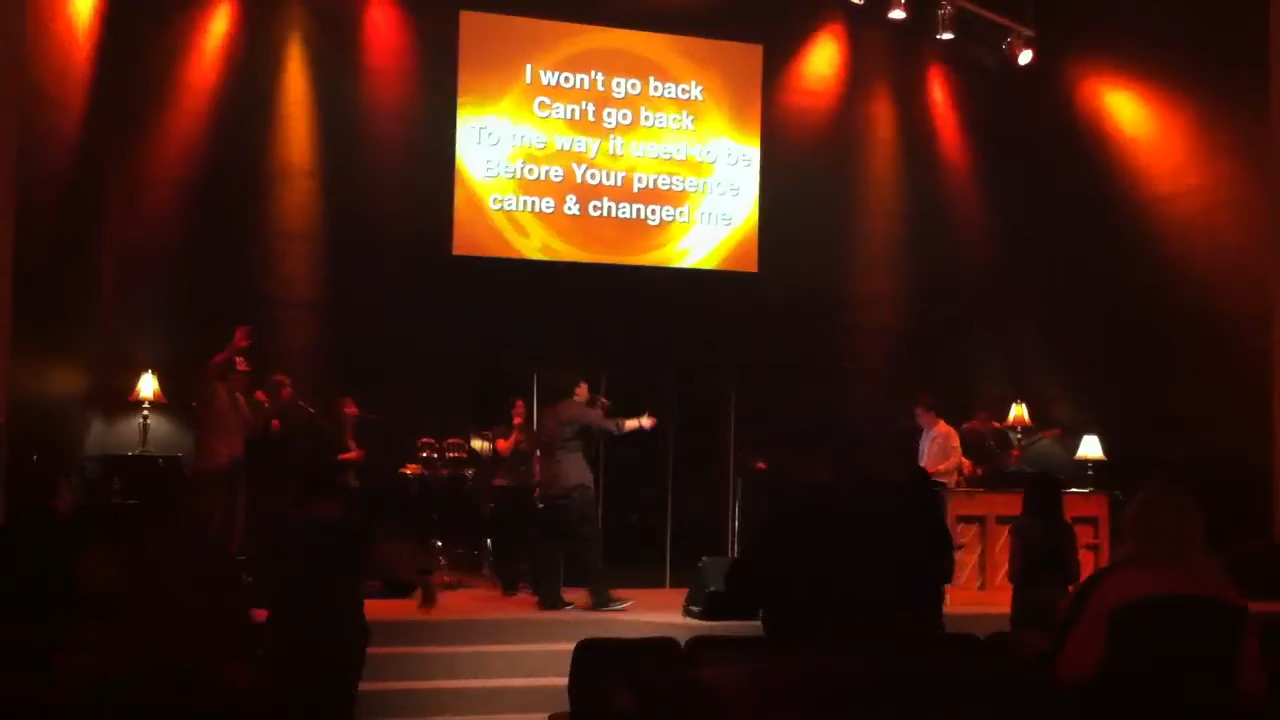 I won't go back
Can't go back
To the way it used to be
Before Your presence
came & changed me